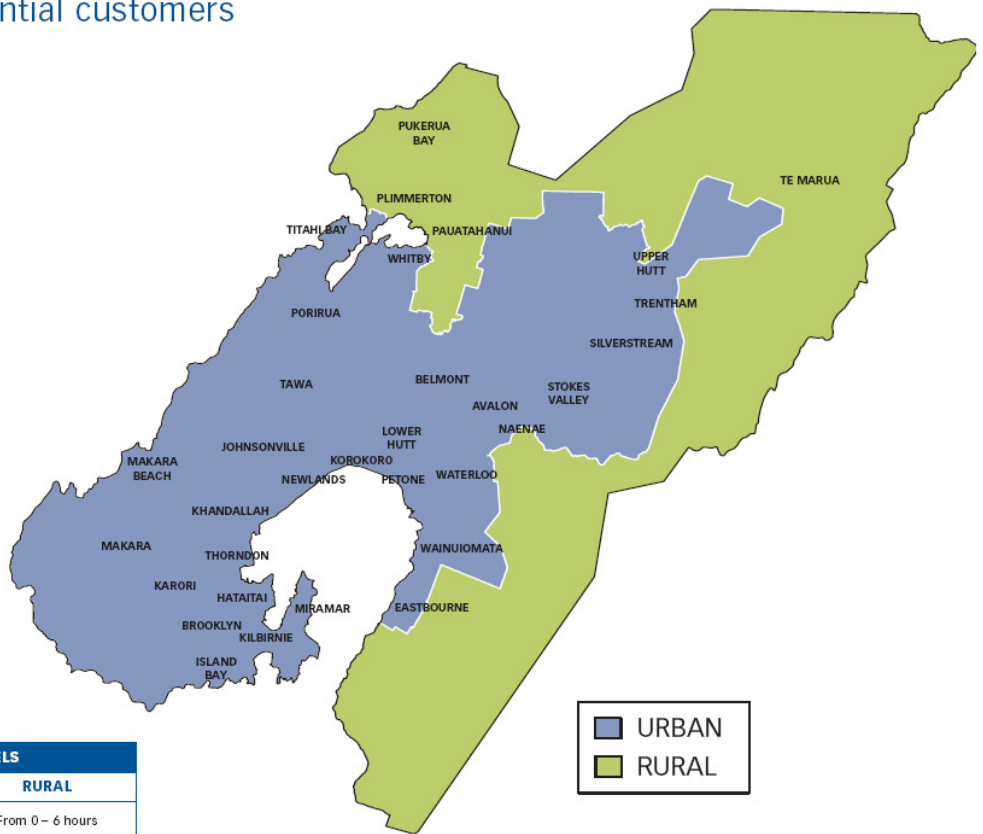 ntial customers
PUKERUA
BAY
TE MARUA
PLIMMERTON
TITAHI BAY
PAUATAHANUI
WHITBY
UPPER
HUTT
TRENTHAM
PORIRUA
SILVERSTREAM
TAWA
BELMONT
STOKES
VALLEY
AVALON
NAENAE
LOWER
HUTT
JOHNSONVILLE
KOROKORO
MAKARA
BEACH
NEWLANDS
PETONE
WATERLOO
KHANDALLAH
MAKARA
THORNDON
WAINUIOMATA
KARORI
HATAITAI
MIRAMAR
EASTBOURNE
BROOKLYN
KILBIRNIE
ISLAND
BAY
URBAN
RURAL
ELS
RURAL
From 0 – 6 hours